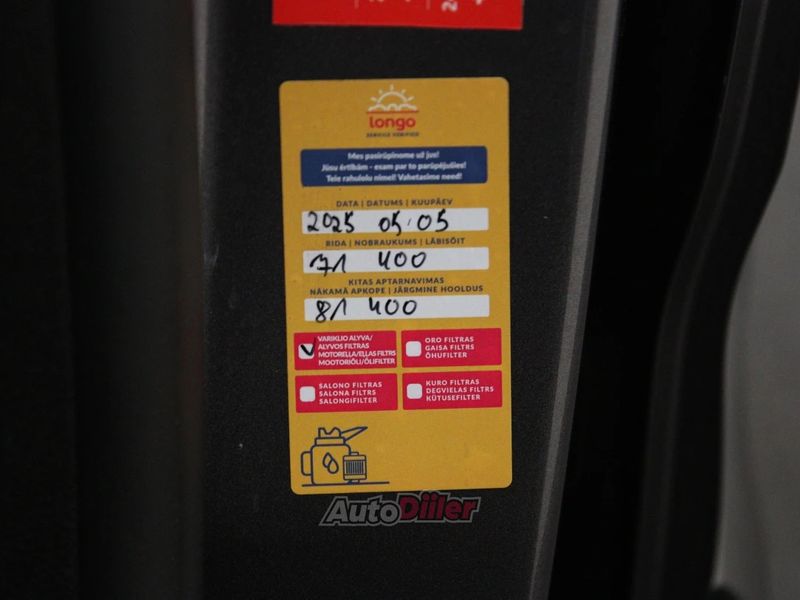 longo
SERVICE VERIFIED
Mes pasirūpinome už jus!
Jūsu ērtībām - esam par to parūpējušies!
Teie rahulolu nimel! Vahetasime need!
DATA | DATUMS | KUUPÄEV
2025 05.05
RIDA | NOBRAUKUMS | LÄBISÕIT
71 400
KITAS APTARNAVIMAS
NĀKAMĀ APKOPE | JÄRGMINE HOOLDUS
81 400
VARIKLIO ALYVA/
ALYVOS FILTRAS
MOTORELLA/ELLAS FILTRS
MOOTORIÕLI/ÕLIFILTER
ORO FILTRAS
GAISA FILTRS
ÕHUFILTER
SALONO FILTRAS
SALONA FILTRS
SALONGIFILTER
KURO FILTRAS
DEGVIELAS FILTRS
KÜTUSEFILTER
AutoDiiler